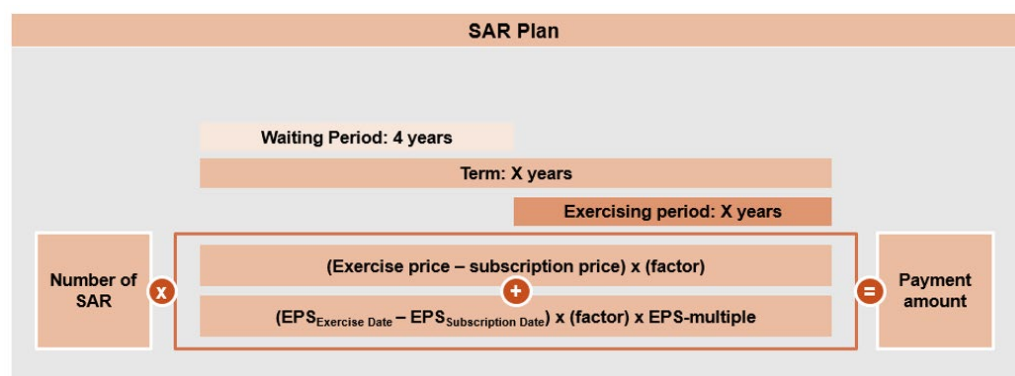 SAR Plan
Waiting Period: 4 years
Term: X years
Exercising period: X years
Number of
SAR
x
(Exercise price – subscription price) x (factor)
+
(EPSExercise Date – EPSSubscription Date) x (factor) x EPS-multiple
=
Payment
amount